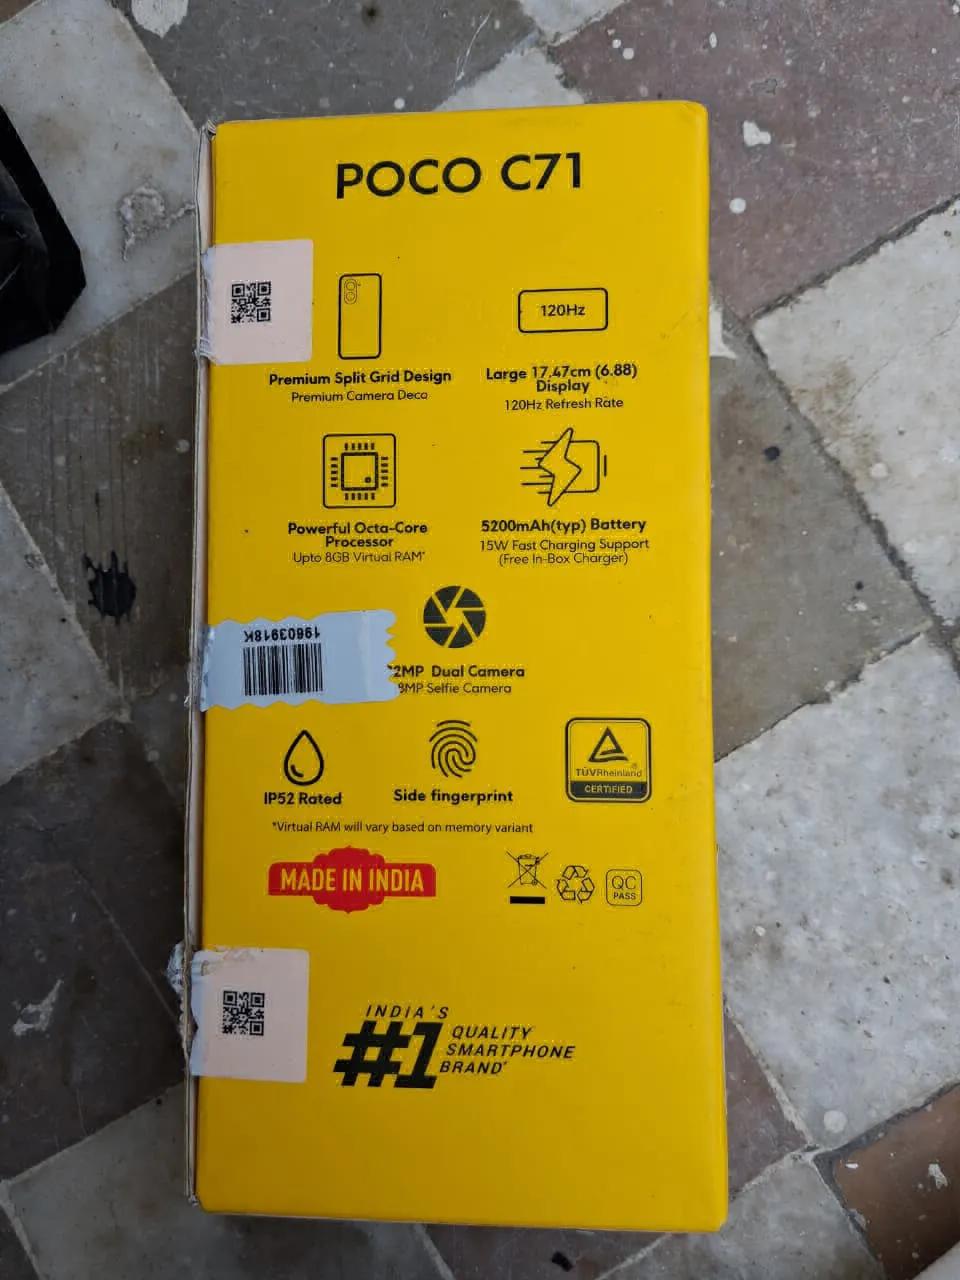 POCO C71
120Hz
Premium Split Grid Design
Premium Camera Deco
Large 17.47cm (6.88)
Display
120Hz Refresh Rate
Powerful Octa-Core
Processor
Upto 8GB Virtual RAM*
5200mAh(typ) Battery
15W Fast Charging Support
(Free In-Box Charger)
19603918K
2MP Dual Camera
8MP Selfie Camera
IP52 Rated
Side fingerprint
TÜVRheinland®
CERTIFIED
*Virtual RAM will vary based on memory variant
MADE IN INDIA
QC
PASS
INDIA'S
#1 QUALITY
SMARTPHONE
BRAND*